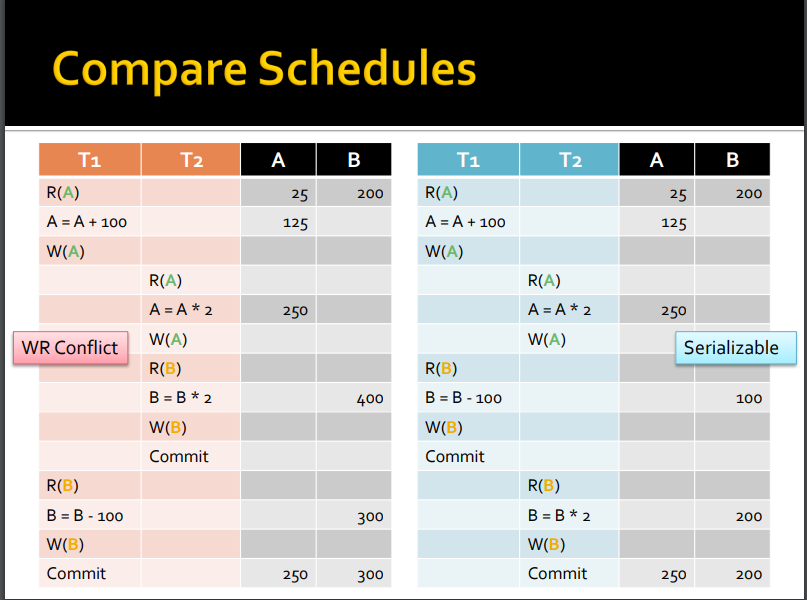 Compare Schedules
T1 T2 A B
R(A) 25 200
A = A + 100 125
W(A)
R(A)
A = A * 2 250
W(A)
R(B)
B = B * 2 400
W(B)
Commit
R(B)
B = B - 100 300
W(B)
Commit 250 300
WR Conflict
T1 T2 A B
R(A) 25 200
A = A + 100 125
W(A)
R(A)
A = A * 2 250
W(A)
R(B)
B = B - 100 100
W(B)
Commit
R(B)
B = B * 2 200
W(B)
Commit 250 200
Serializable